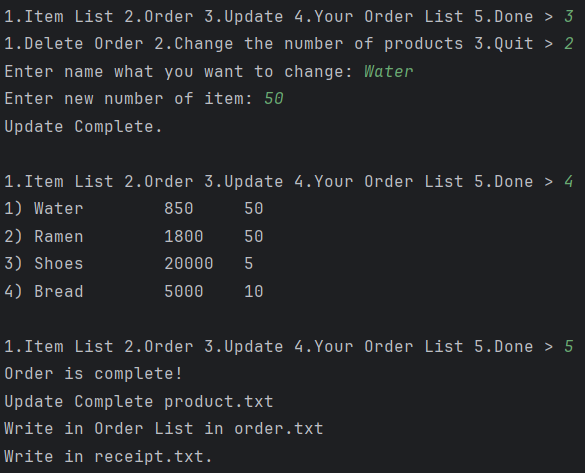 1.Item List 2.Order 3.Update 4.Your Order List 5.Done > 3
1.Delete Order 2.Change the number of products 3.Quit > 2
Enter name what you want to change: Water
Enter new number of item: 50
Update Complete.

1.Item List 2.Order 3.Update 4.Your Order List 5.Done > 4
1) Water        850     50
2) Ramen        1800    50
3) Shoes        20000   5
4) Bread        5000    10

1.Item List 2.Order 3.Update 4.Your Order List 5.Done > 5
Order is complete!
Update Complete product.txt
Write in Order List in order.txt
Write in receipt.txt.